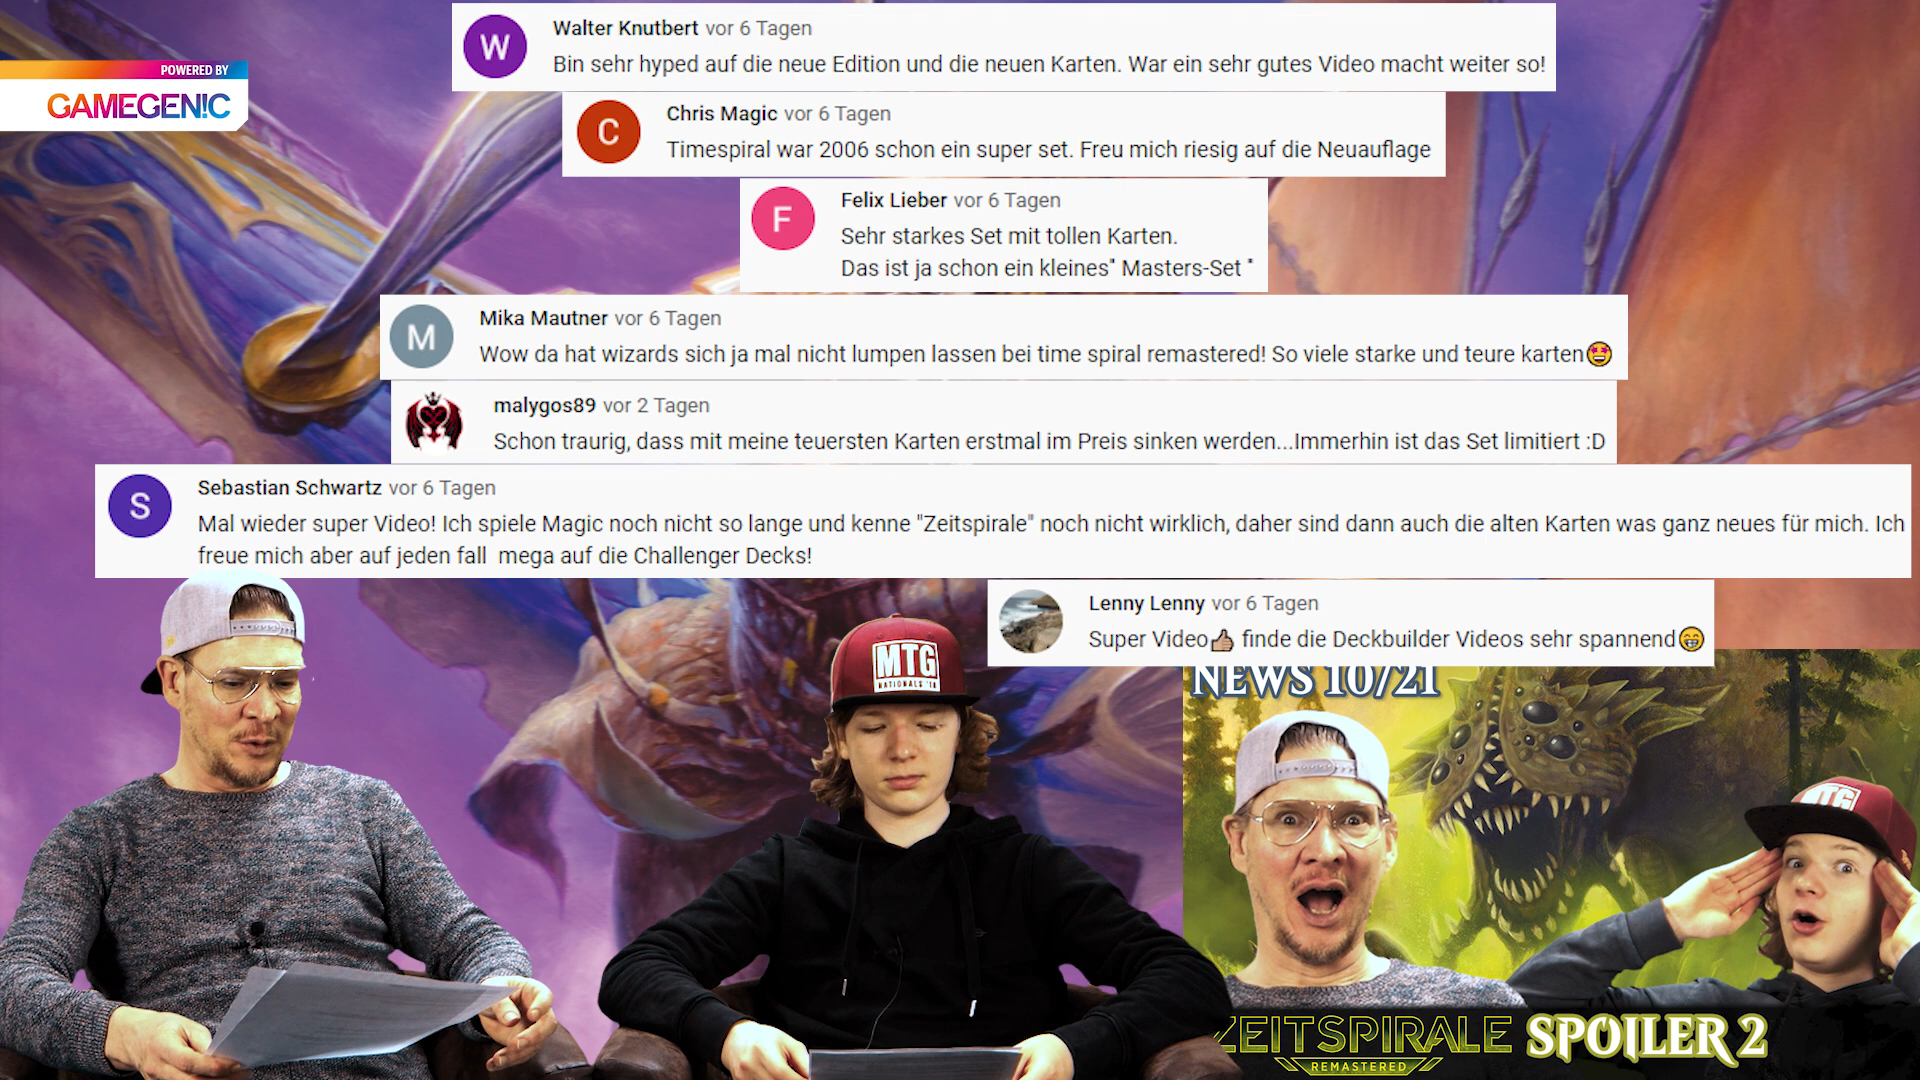 POWERED BY
GAMEGEN!C
W
Walter Knutbert vor 6 Tagen
Bin sehr hyped auf die neue Edition und die neuen Karten. War ein sehr gutes Video macht weiter so!
C
Chris Magic vor 6 Tagen
Timespiral war 2006 schon ein super set. Freu mich riesig auf die Neuauflage
F
Felix Lieber vor 6 Tagen
Sehr starkes Set mit tollen Karten.
Das ist ja schon ein kleines" Masters-Set "
M
Mika Mautner vor 6 Tagen
Wow da hat wizards sich ja mal nicht lumpen lassen bei time spiral remastered! So viele starke und teure karten🤩
malygos89 vor 2 Tagen
Schon traurig, dass mit meine teuersten Karten erstmal im Preis sinken werden...Immerhin ist das Set limitiert :D
S
Sebastian Schwartz vor 6 Tagen
Mal wieder super Video! Ich spiele Magic noch nicht so lange und kenne "Zeitspirale" noch nicht wirklich, daher sind dann auch die alten Karten was ganz neues für mich. Ich
freue mich aber auf jeden fall  mega auf die Challenger Decks!
Lenny Lenny vor 6 Tagen
Super Video👍🏼 finde die Deckbuilder Videos sehr spannend😁
MTG
NATIONALS '18
NEWS 10/21
MTG
ZEITSPIRALE SPOILER 2
REMASTERED